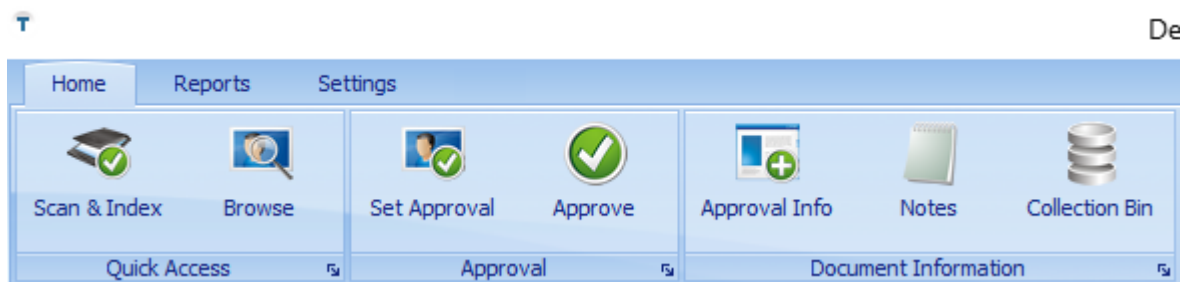 T
De
Home Reports Settings
Scan & Index Browse Set Approval Approve Approval Info Notes Collection Bin
Quick Access Approval Document Information